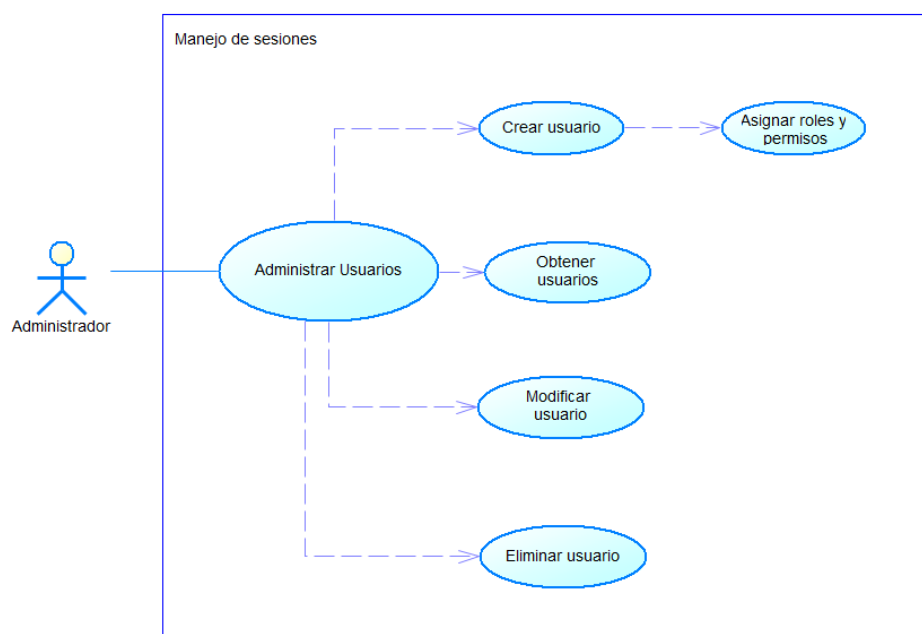 Manejo de sesiones
Crear usuario
Asignar roles y
permisos
Administrar Usuarios
Obtener
usuarios
Administrador
Modificar
usuario
Eliminar usuario